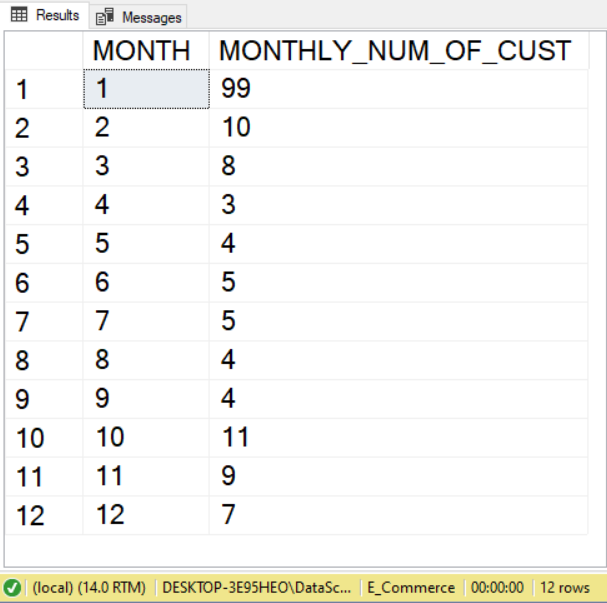 Results Messages
MONTH MONTHLY_NUM_OF_CUST
1 1 99
2 2 10
3 3 8
4 4 3
5 5 4
6 6 5
7 7 5
8 8 4
9 9 4
10 10 11
11 11 9
12 12 7
(local) (14.0 RTM) DESKTOP-3E95HEO\DataSc... E_Commerce 00:00:00 12 rows